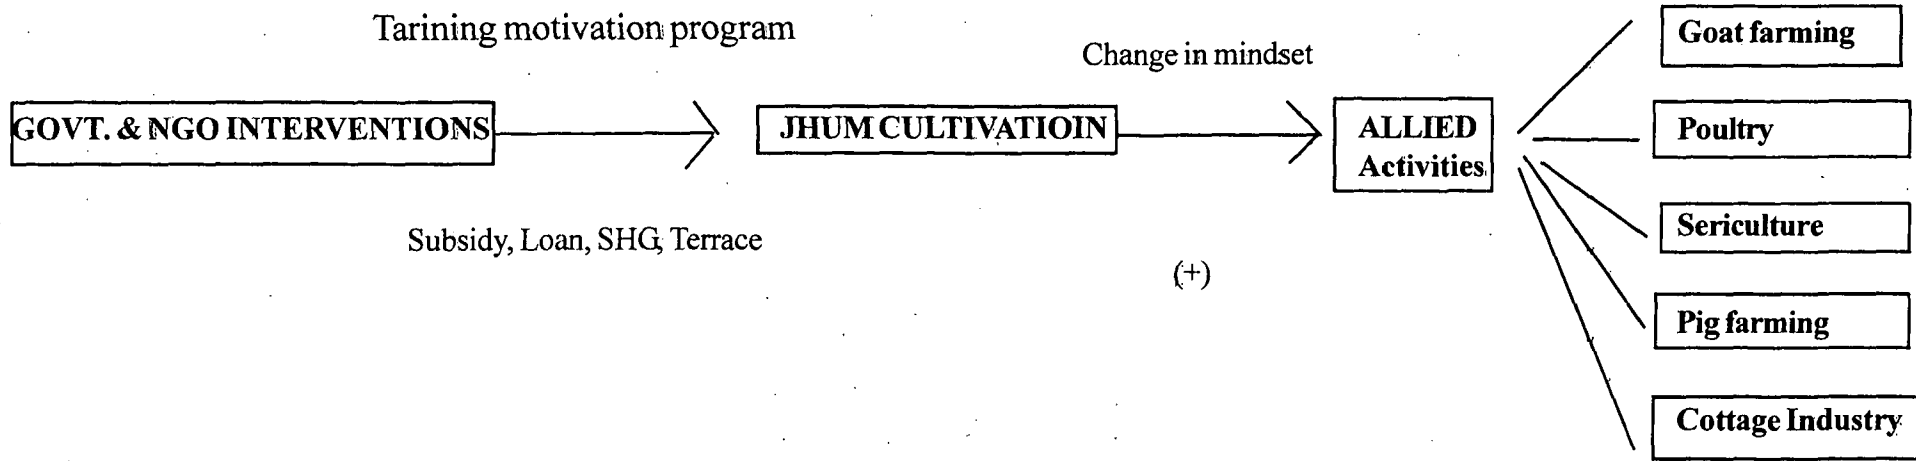 Tarining motivation program
Change in mindset
GOVT. & NGO INTERVENTIONS
JHUM CULTIVATIOIN
ALLIED
Activities
Subsidy, Loan, SHG, Terrace
(+)
Goat farming
Poultry
Sericulture
Pig farming
Cottage Industry